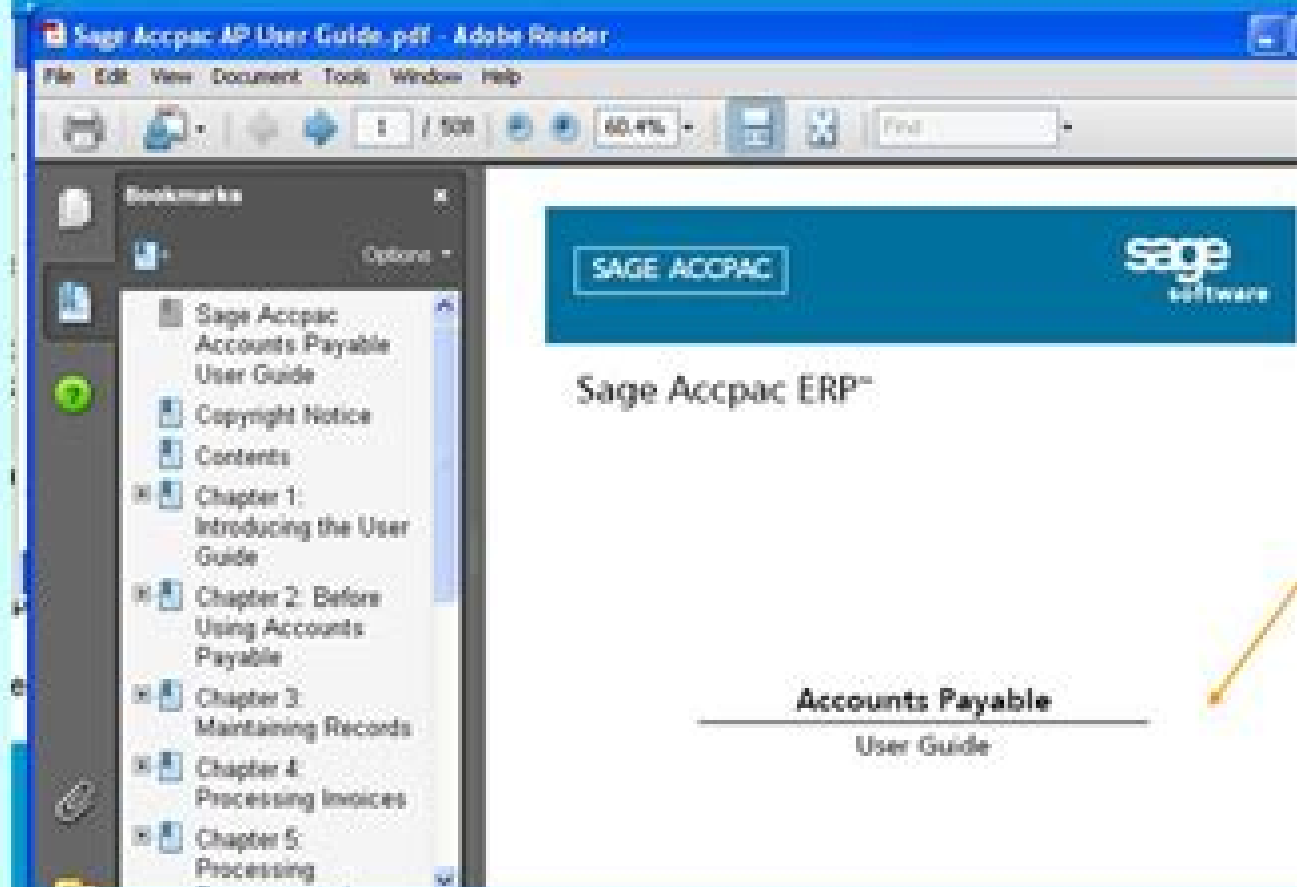 Sage Accpac AP User Guide.pdf - Adobe Reader
File Edit View Document Tools Window Help
1 / 508 60.4% Find
Bookmarks
Options
Sage Accpac
Accounts Payable
User Guide
Copyright Notice
Contents
Chapter 1:
Introducing the User
Guide
Chapter 2: Before
Using Accounts
Payable
Chapter 3:
Maintaining Records
Chapter 4:
Processing Invoices
Chapter 5:
Processing
SAGE ACCPAC
sage
software
Sage Accpac ERP™
Accounts Payable
User Guide